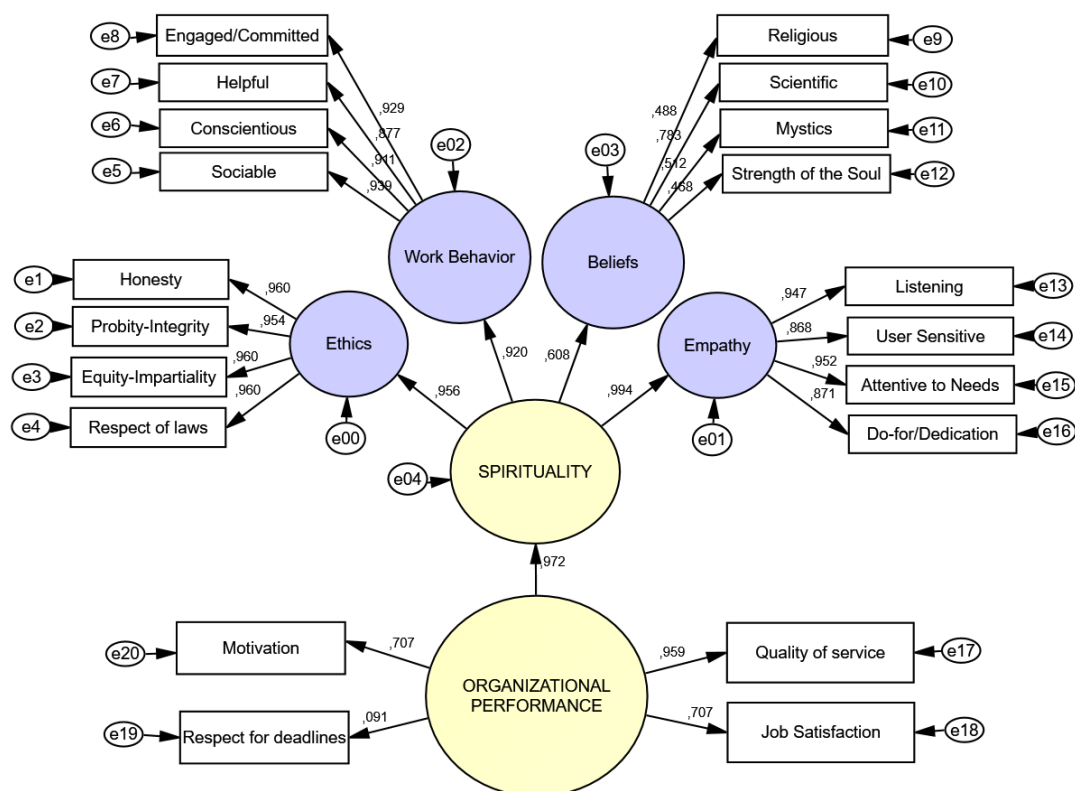 e8
Engaged/Committed
e7
Helpful
e6
Conscientious
e5
Sociable
,929
,877
,911
,939
e02
Work Behavior
Religious
e9
Scientific
e10
Mystics
e11
Strength of the Soul
e12
,488
,783
,512
,468
e03
Beliefs
e1
Honesty
e2
Probity-Integrity
e3
Equity-Impartiality
e4
Respect of laws
,960
,954
,960
,960
Ethics
e00
Listening
e13
User Sensitive
e14
Attentive to Needs
e15
Do-for/Dedication
e16
,947
,868
,952
,871
Empathy
e01
,956
,920
,608
,994
e04
SPIRITUALITY
,972
ORGANIZATIONAL
PERFORMANCE
e20
Motivation
,707
e19
Respect for deadlines
,091
,959
Quality of service
e17
,707
Job Satisfaction
e18